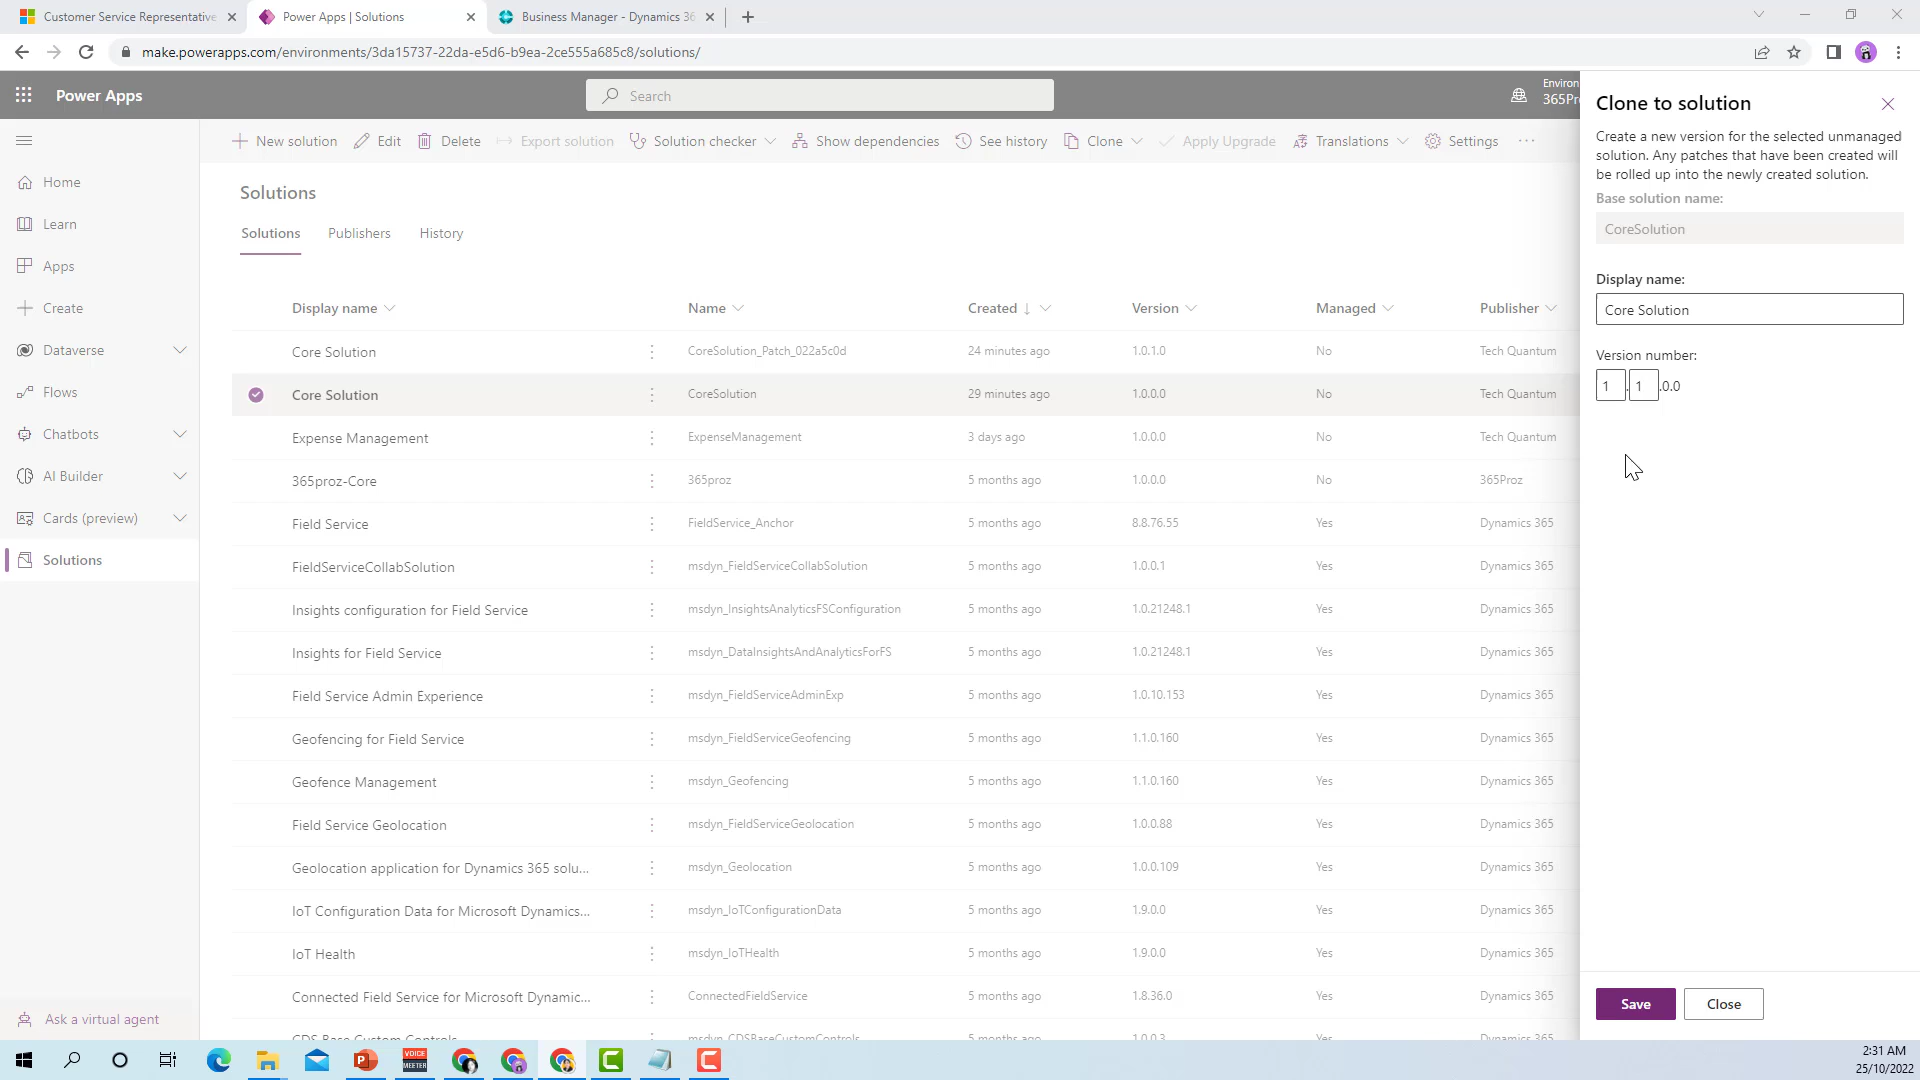 Customer Service Representative
Power Apps | Solutions
Business Manager - Dynamics 36
make.powerapps.com/environments/3da15737-22da-e5d6-b9ea-2ce555a685c8/solutions/
Power Apps
Search
Environ
365Pr
New solution
Edit
Delete
Export solution
Solution checker
Show dependencies
See history
Clone
Apply Upgrade
Translations
Settings
Home
Learn
Apps
Create
Dataverse
Flows
Chatbots
AI Builder
Cards (preview)
Solutions
Ask a virtual agent
Solutions
Solutions Publishers History
Display name Name Created ↓ Version Managed Publisher
Core Solution CoreSolution_Patch_022a5c0d 24 minutes ago 1.0.1.0 No Tech Quantum
Core Solution CoreSolution 29 minutes ago 1.0.0.0 No Tech Quantum
Expense Management ExpenseManagement 3 days ago 1.0.0.0 No Tech Quantum
365proz-Core 365proz 5 months ago 1.0.0.0 No 365Proz
Field Service FieldService_Anchor 5 months ago 8.8.76.55 Yes Dynamics 365
FieldServiceCollabSolution msdyn_FieldServiceCollabSolution 5 months ago 1.0.0.1 Yes Dynamics 365
Insights configuration for Field Service msdyn_InsightsAnalyticsFSConfiguration 5 months ago 1.0.21248.1 Yes Dynamics 365
Insights for Field Service msdyn_DataInsightsAndAnalyticsForFS 5 months ago 1.0.21248.1 Yes Dynamics 365
Field Service Admin Experience msdyn_FieldServiceAdminExp 5 months ago 1.0.10.153 Yes Dynamics 365
Geofencing for Field Service msdyn_FieldServiceGeofencing 5 months ago 1.1.0.160 Yes Dynamics 365
Geofence Management msdyn_Geofencing 5 months ago 1.1.0.160 Yes Dynamics 365
Field Service Geolocation msdyn_FieldServiceGeolocation 5 months ago 1.0.0.88 Yes Dynamics 365
Geolocation application for Dynamics 365 solu... msdyn_Geolocation 5 months ago 1.0.0.109 Yes Dynamics 365
IoT Configuration Data for Microsoft Dynamics... msdyn_IoTConfigurationData 5 months ago 1.9.0.0 Yes Dynamics 365
IoT Health msdyn_IoTHealth 5 months ago 1.9.0.0 Yes Dynamics 365
Connected Field Service for Microsoft Dynamic... ConnectedFieldService 5 months ago 1.8.36.0 Yes Dynamics 365
CDS Base Custom Controls msdyn_CDSBaseCustomControls 5 months ago 1.0.0.3 Yes Dynamics 365
Clone to solution
Create a new version for the selected unmanaged
solution. Any patches that have been created will
be rolled up into the newly created solution.
Base solution name:
CoreSolution
Display name:
Core Solution
Version number:
1 . 1 .0.0
Save
Close
VOICE
MEETER
2:31 AM
25/10/2022